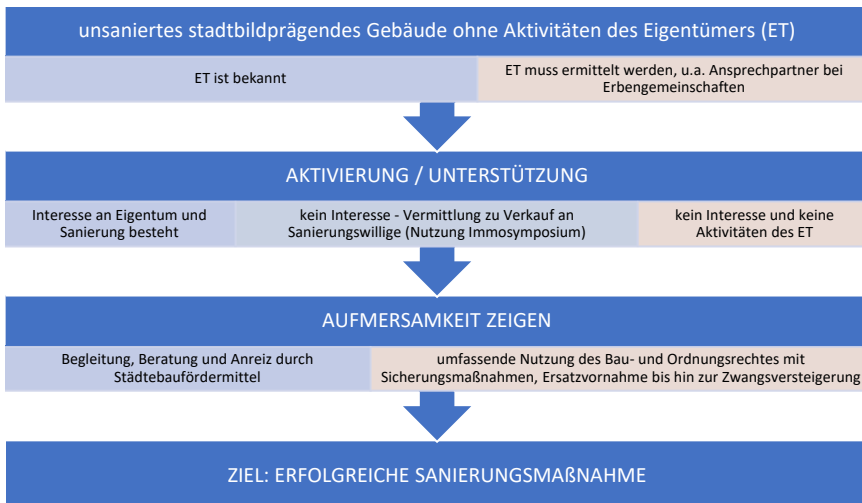 unsaniertes stadtbildprägendes Gebäude ohne Aktivitäten des Eigentümers (ET)
ET ist bekannt
ET muss ermittelt werden, u.a. Ansprechpartner bei
Erbengemeinschaften
AKTIVIERUNG / UNTERSTÜTZUNG
Interesse an Eigentum und
Sanierung besteht
kein Interesse - Vermittlung zu Verkauf an
Sanierungswillige (Nutzung Immosymposium)
kein Interesse und keine
Aktivitäten des ET
AUFMERSAMKEIT ZEIGEN
Begleitung, Beratung und Anreiz durch
Städtebaufördermittel
umfassende Nutzung des Bau- und Ordnungsrechtes mit
Sicherungsmaßnahmen, Ersatzvornahme bis hin zur Zwangsversteigerung
ZIEL: ERFOLGREICHE SANIERUNGSMAßNAHME